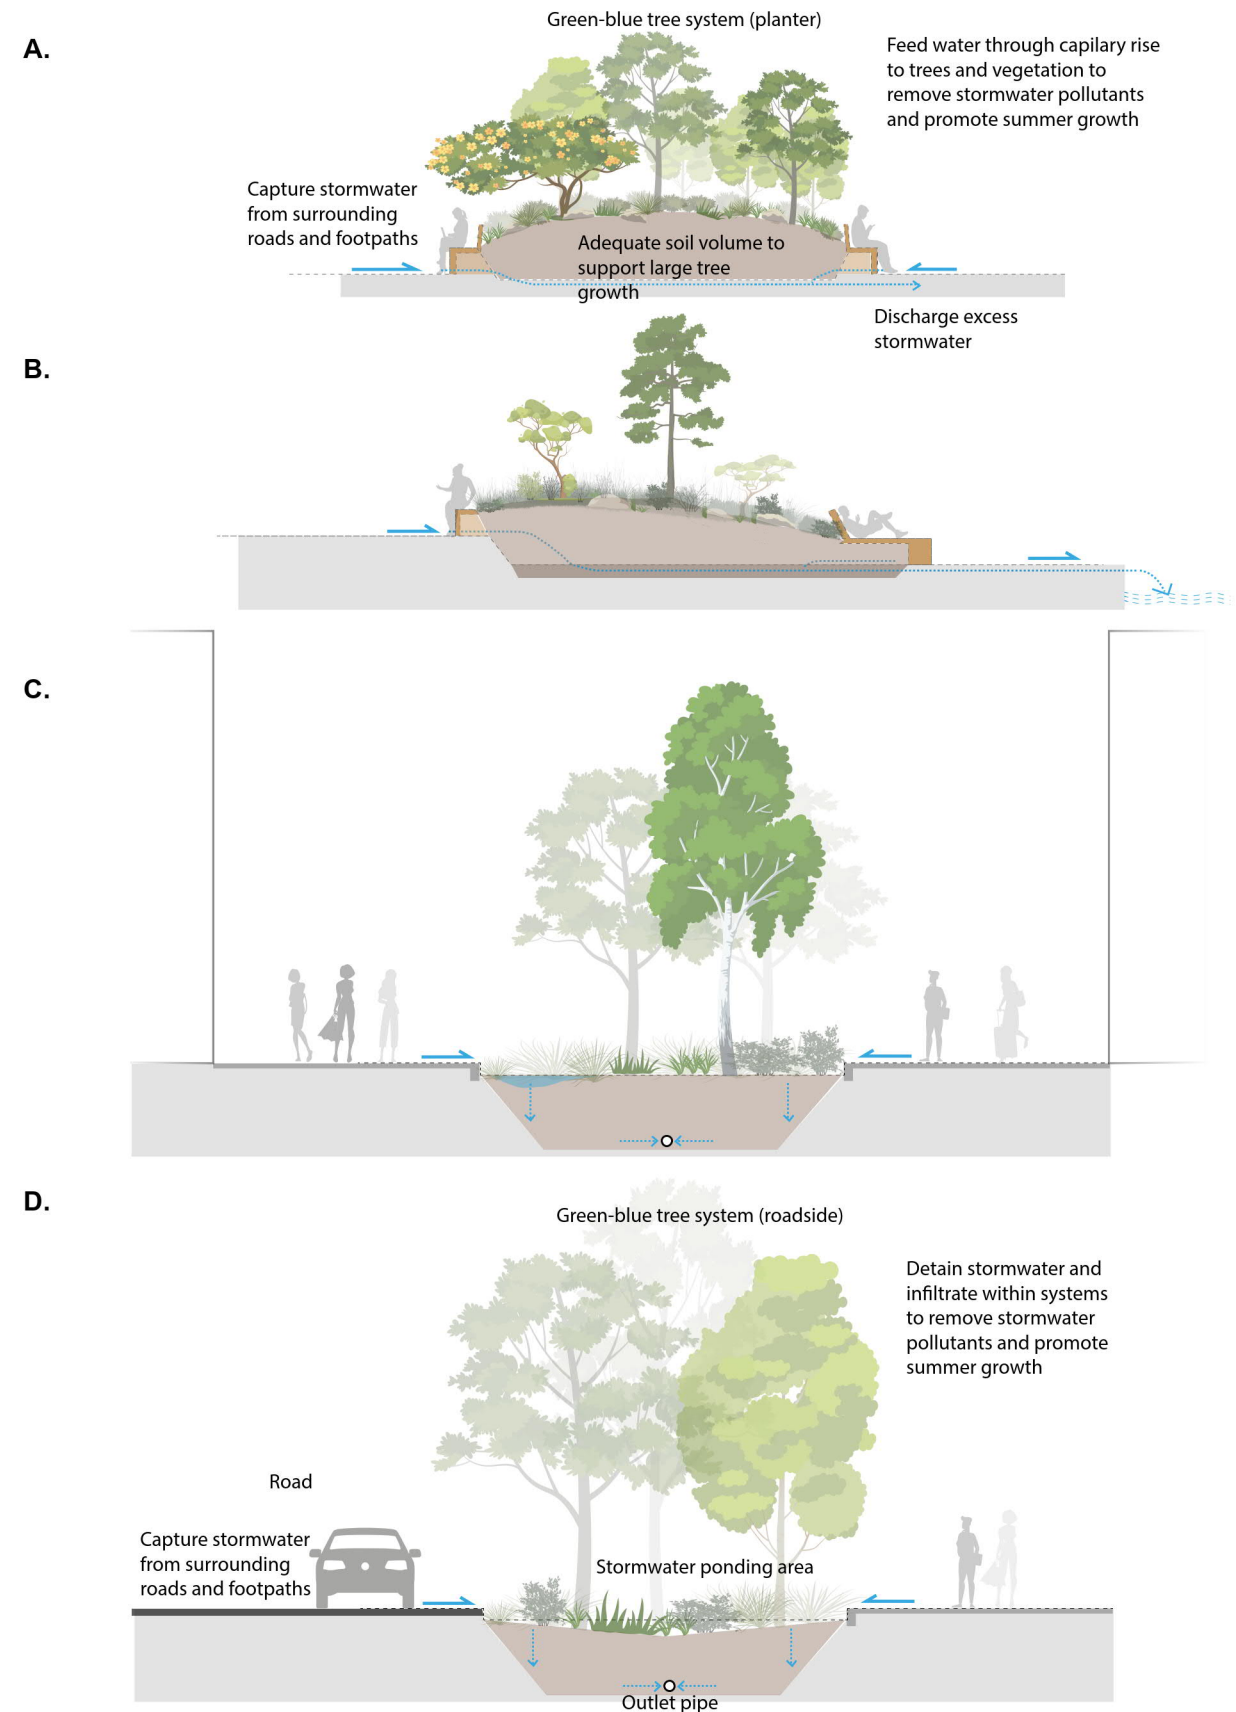 A.
Green-blue tree system (planter)
Feed water through capilary rise
to trees and vegetation to
remove stormwater pollutants
and promote summer growth
Capture stormwater
from surrounding
roads and footpaths
Adequate soil volume to
support large tree
growth
Discharge excess
stormwater
B.
C.
D.
Green-blue tree system (roadside)
Detain stormwater and
infiltrate within systems
to remove stormwater
pollutants and promote
summer growth
Road
Capture stormwater
from surrounding
roads and footpaths
Stormwater ponding area
Outlet pipe